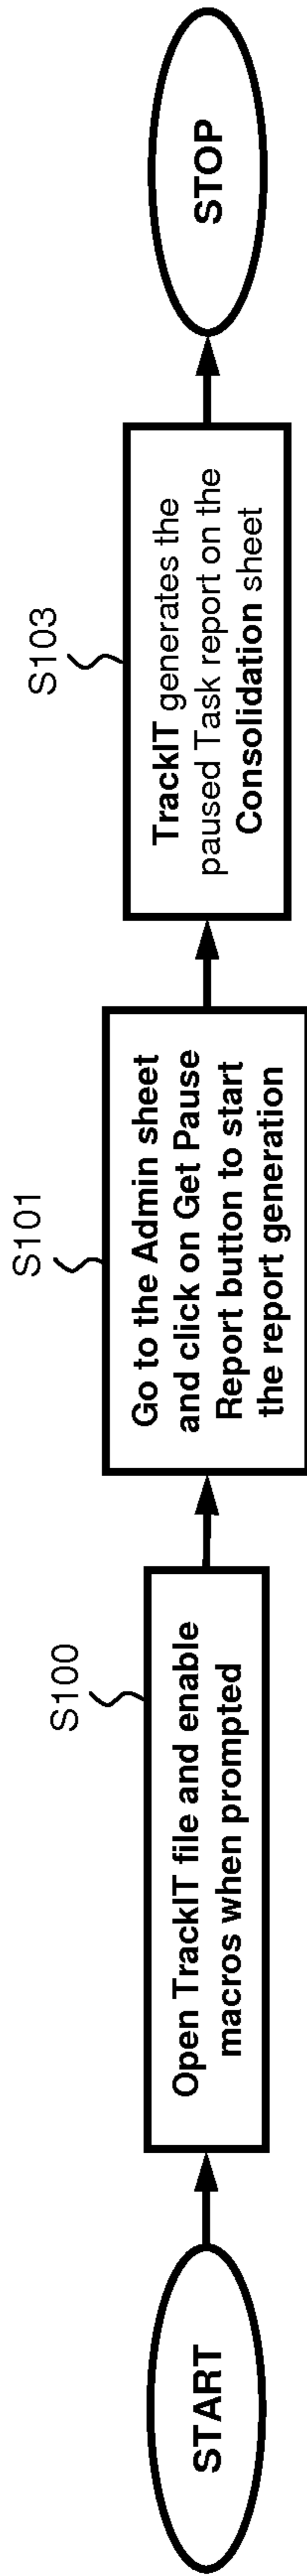 START
S100
Open TrackIT file and enable
macros when prompted
S101
Go to the Admin sheet
and click on Get Pause
Report button to start
the report generation
S103
TrackIT generates the
paused Task report on the
Consolidation sheet
STOP